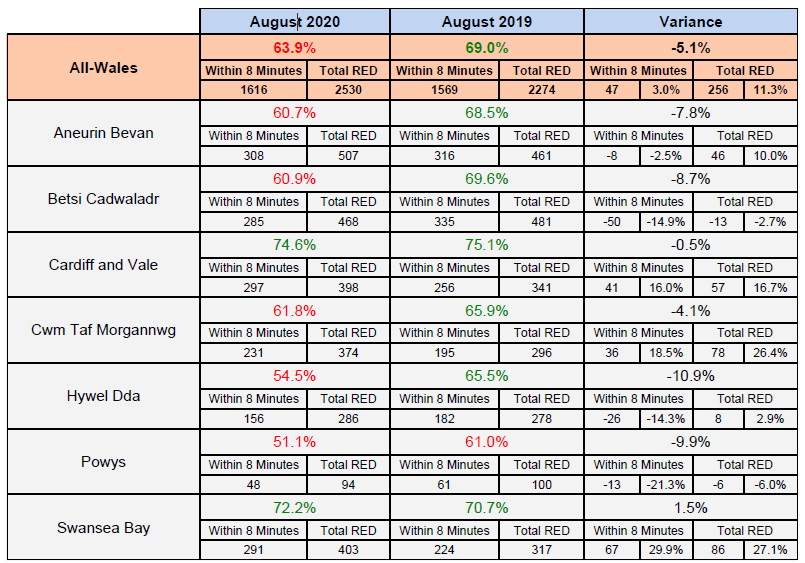 August 2020 August 2019 Variance
All-Wales 63.9% 69.0% -5.1%
Within 8 Minutes Total RED Within 8 Minutes Total RED Within 8 Minutes Total RED
1616 2530 1569 2274 47 3.0% 256 11.3%
Aneurin Bevan 60.7% 68.5% -7.8%
Within 8 Minutes Total RED Within 8 Minutes Total RED Within 8 Minutes Total RED
308 507 316 461 -8 -2.5% 46 10.0%
Betsi Cadwaladr 60.9% 69.6% -8.7%
Within 8 Minutes Total RED Within 8 Minutes Total RED Within 8 Minutes Total RED
285 468 335 481 -50 -14.9% -13 -2.7%
Cardiff and Vale 74.6% 75.1% -0.5%
Within 8 Minutes Total RED Within 8 Minutes Total RED Within 8 Minutes Total RED
297 398 256 341 41 16.0% 57 16.7%
Cwm Taf Morgannwg 61.8% 65.9% -4.1%
Within 8 Minutes Total RED Within 8 Minutes Total RED Within 8 Minutes Total RED
231 374 195 296 36 18.5% 78 26.4%
Hywel Dda 54.5% 65.5% -10.9%
Within 8 Minutes Total RED Within 8 Minutes Total RED Within 8 Minutes Total RED
156 286 182 278 -26 -14.3% 8 2.9%
Powys 51.1% 61.0% -9.9%
Within 8 Minutes Total RED Within 8 Minutes Total RED Within 8 Minutes Total RED
48 94 61 100 -13 -21.3% -6 -6.0%
Swansea Bay 72.2% 70.7% 1.5%
Within 8 Minutes Total RED Within 8 Minutes Total RED Within 8 Minutes Total RED
291 403 224 317 67 29.9% 86 27.1%